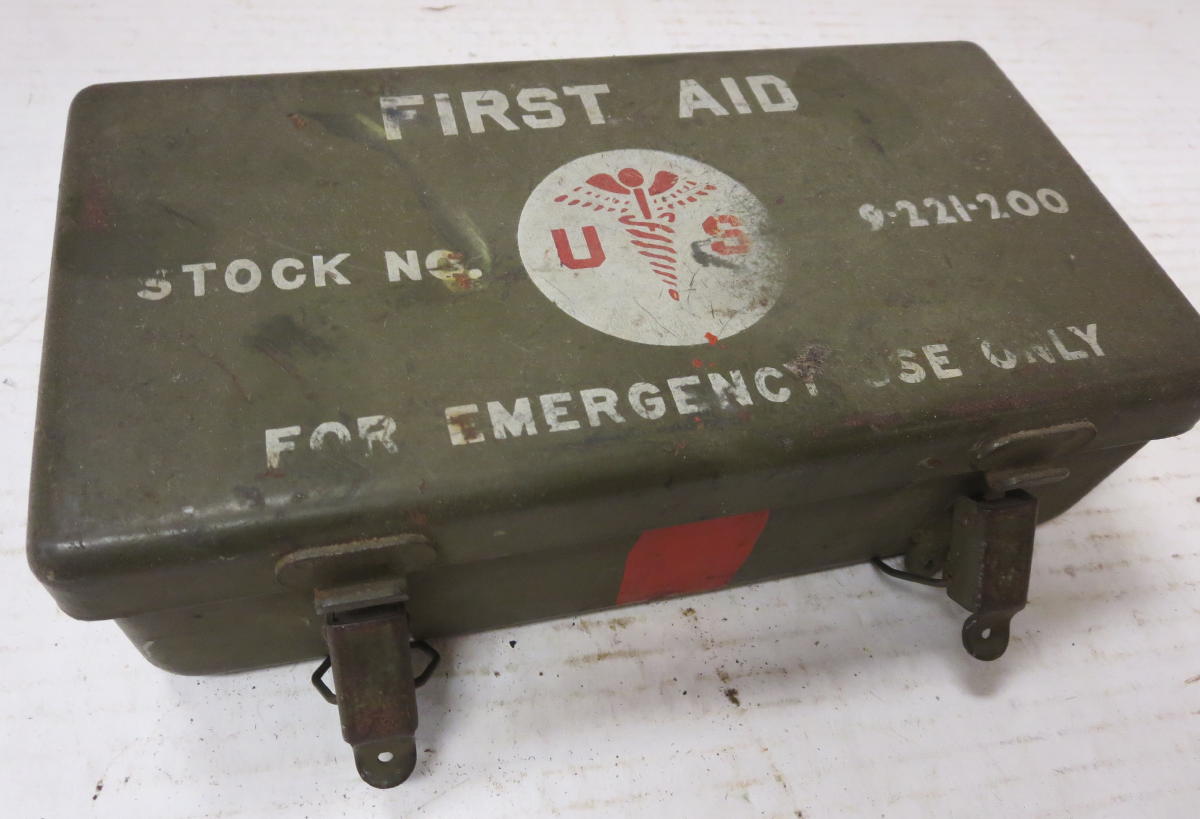 FIRST AID
U S
STOCK NO. 9-221-200
FOR EMERGENCY USE ONLY